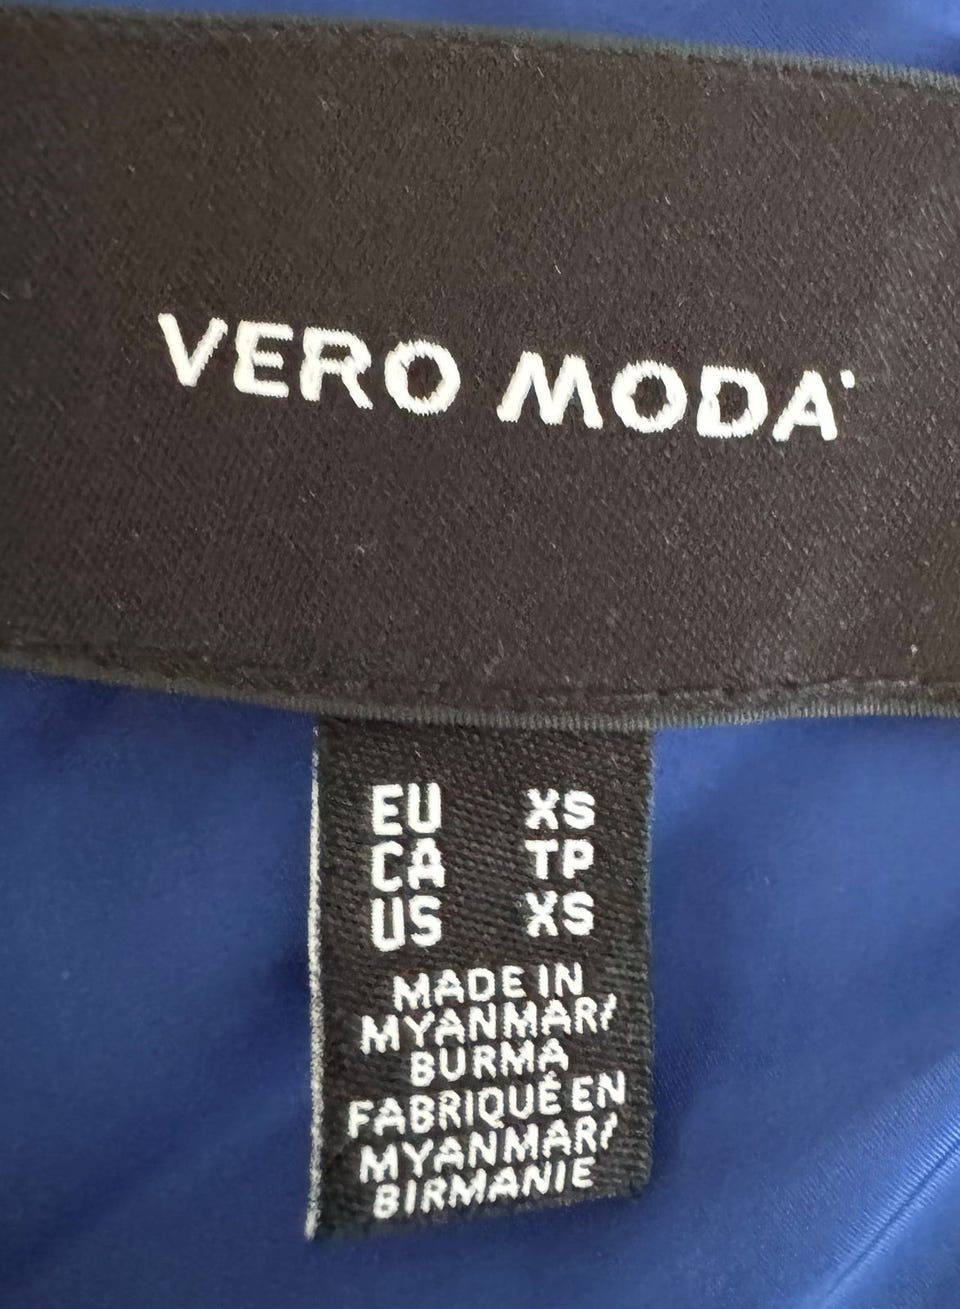 VERO MODA
EU XS
CA TP
US XS
MADE IN
MYANMAR/
BURMA
FABRIQUÉ EN
MYANMAR/
BIRMANIE